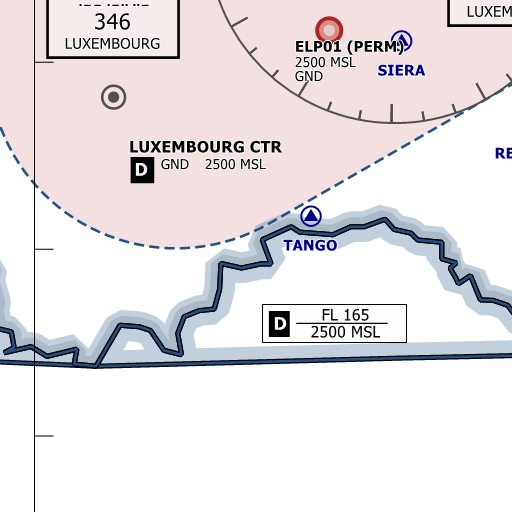 346
LUXEMBOURG
LUXEM
ELP01 (PERM)
2500 MSL
GND
SIERA
LUXEMBOURG CTR
D GND 2500 MSL
RE
TANGO
D FL 165
2500 MSL